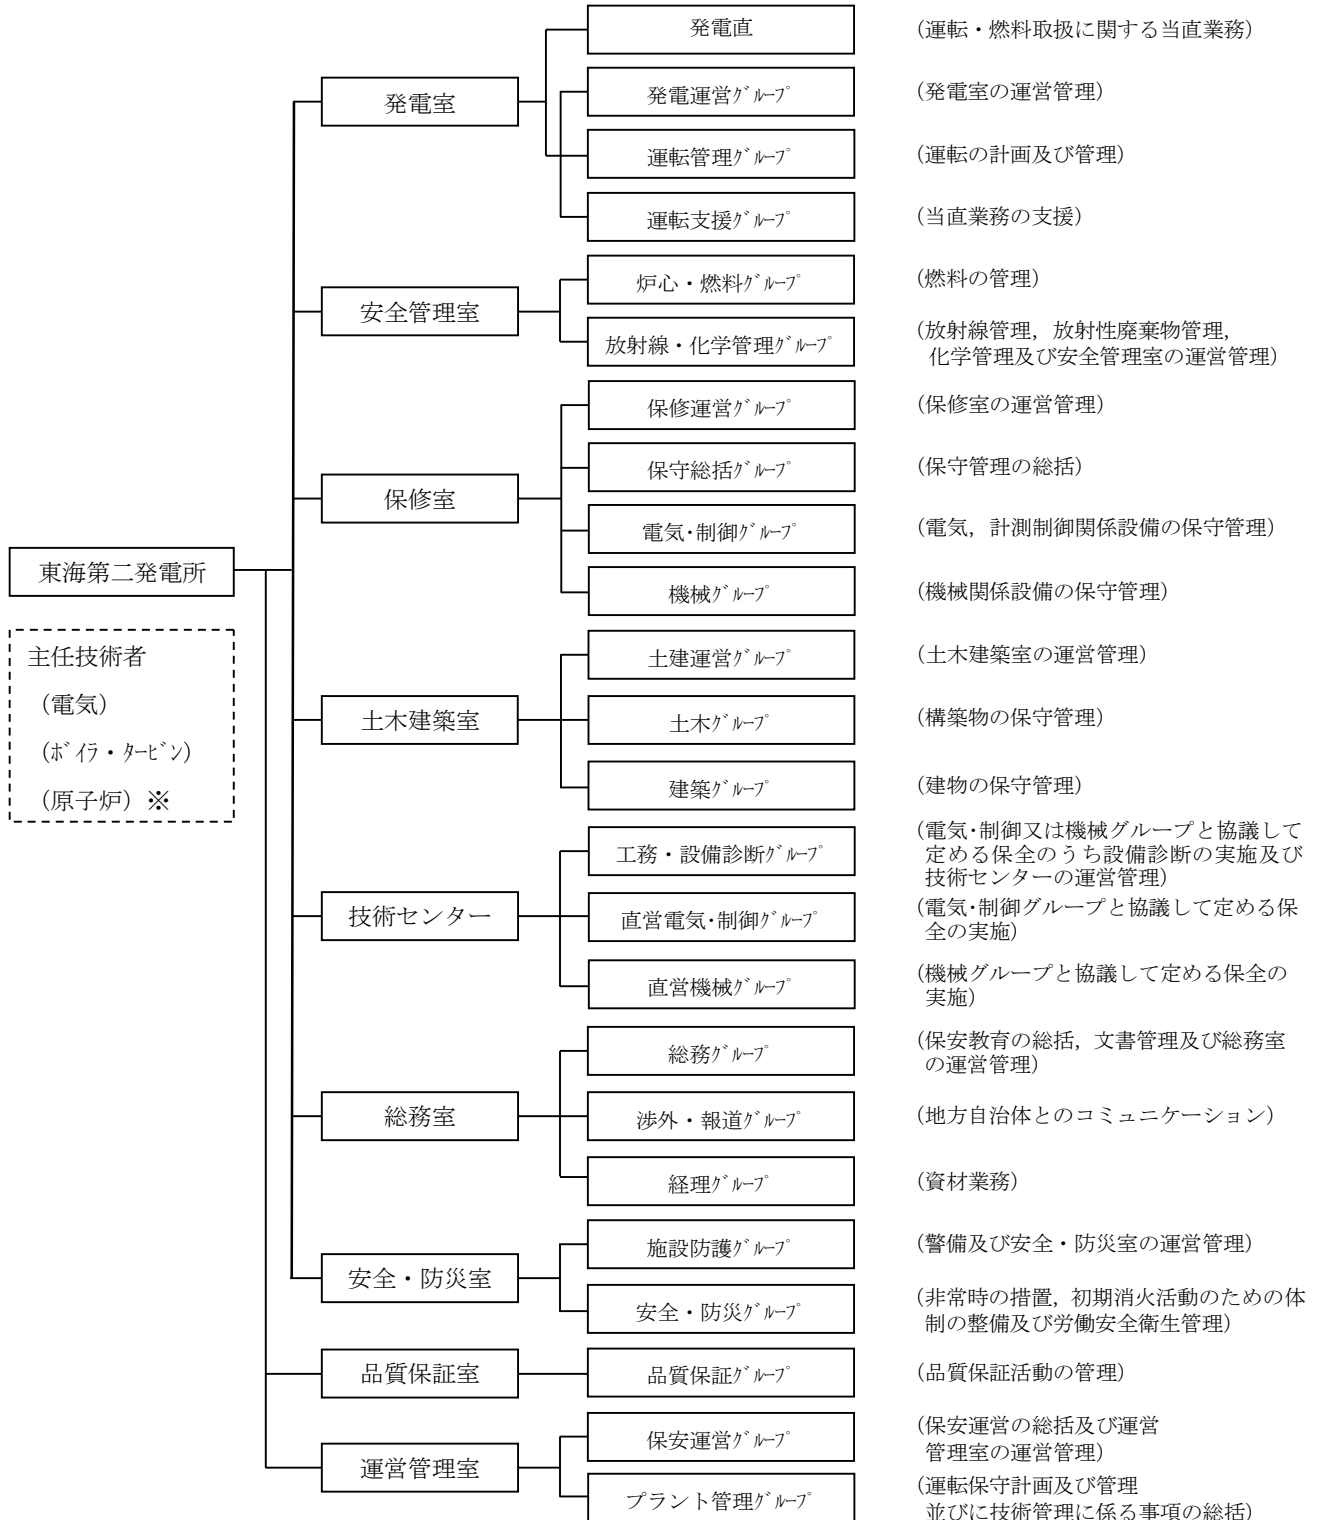 発電直 （運転・燃料取扱に関する当直業務）
発電室
発電運営ｸﾞﾙｰﾌﾟ （発電室の運営管理）
運転管理ｸﾞﾙｰﾌﾟ （運転の計画及び管理）
運転支援ｸﾞﾙｰﾌﾟ （当直業務の支援）
安全管理室
炉心・燃料ｸﾞﾙｰﾌﾟ （燃料の管理）
放射線・化学管理ｸﾞﾙｰﾌﾟ （放射線管理，放射性廃棄物管理，
化学管理及び安全管理室の運営管理）
保修室
保修運営ｸﾞﾙｰﾌﾟ （保修室の運営管理）
保守総括ｸﾞﾙｰﾌﾟ （保守管理の総括）
電気･制御ｸﾞﾙｰﾌﾟ （電気，計測制御関係設備の保守管理）
機械ｸﾞﾙｰﾌﾟ （機械関係設備の保守管理）
東海第二発電所
主任技術者
（電気）
（ﾎﾞｲﾗ・ﾀｰﾋﾞﾝ）
（原子炉）※
土木建築室
土建運営ｸﾞﾙｰﾌﾟ （土木建築室の運営管理）
土木ｸﾞﾙｰﾌﾟ （構築物の保守管理）
建築ｸﾞﾙｰﾌﾟ （建物の保守管理）
技術センター
工務・設備診断ｸﾞﾙｰﾌﾟ （電気･制御又は機械グループと協議して
定める保全のうち設備診断の実施及び
技術センターの運営管理）
直営電気･制御ｸﾞﾙｰﾌﾟ （電気･制御グループと協議して定める保
全の実施）
直営機械ｸﾞﾙｰﾌﾟ （機械グループと協議して定める保全の
実施）
総務室
総務ｸﾞﾙｰﾌﾟ （保安教育の総括，文書管理及び総務室
の運営管理）
渉外・報道ｸﾞﾙｰﾌﾟ （地方自治体とのコミュニケーション）
経理ｸﾞﾙｰﾌﾟ （資材業務）
安全・防災室
施設防護ｸﾞﾙｰﾌﾟ （警備及び安全・防災室の運営管理）
安全・防災ｸﾞﾙｰﾌﾟ （非常時の措置，初期消火活動のための体
制の整備及び労働安全衛生管理）
品質保証室 品質保証ｸﾞﾙｰﾌﾟ （品質保証活動の管理）
運営管理室
保安運営ｸﾞﾙｰﾌﾟ （保安運営の総括及び運営
管理室の運営管理）
プラント管理ｸﾞﾙｰﾌﾟ （運転保守計画及び管理
並びに技術管理に係る事項の総括）